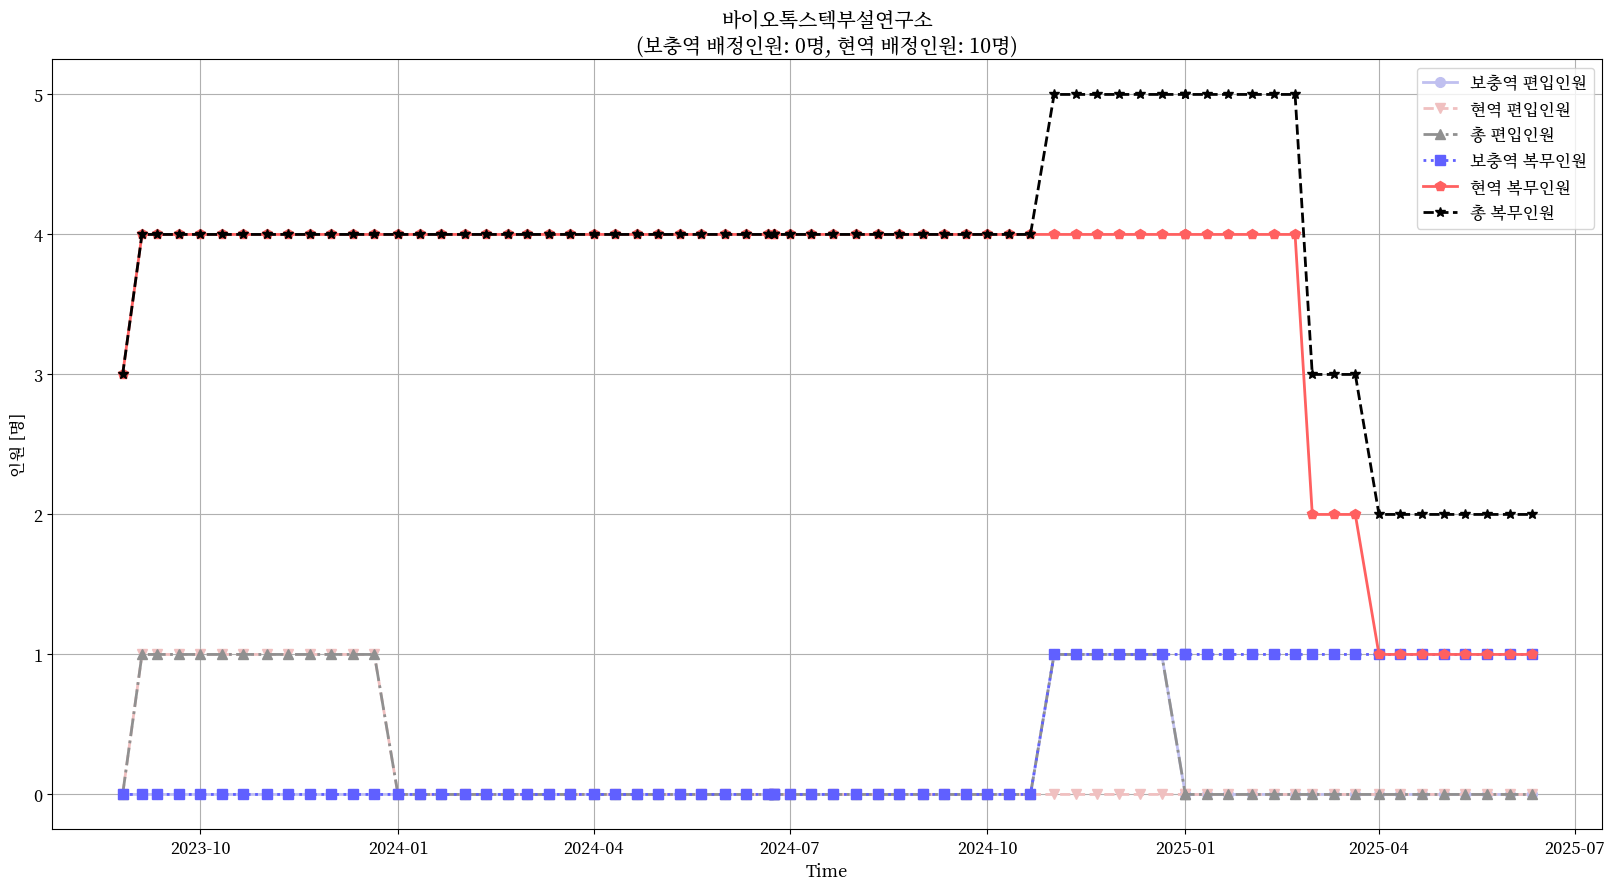 바이오톡스텍부설연구소
(보충역 배정인원: 0명, 현역 배정인원: 10명)
보충역 편입인원
현역 편입인원
총 편입인원
보충역 복무인원
현역 복무인원
총 복무인원
인원 [명]
5
4
3
2
1
0
2023-10
2024-01
2024-04
2024-07
2024-10
2025-01
2025-04
2025-07
Time